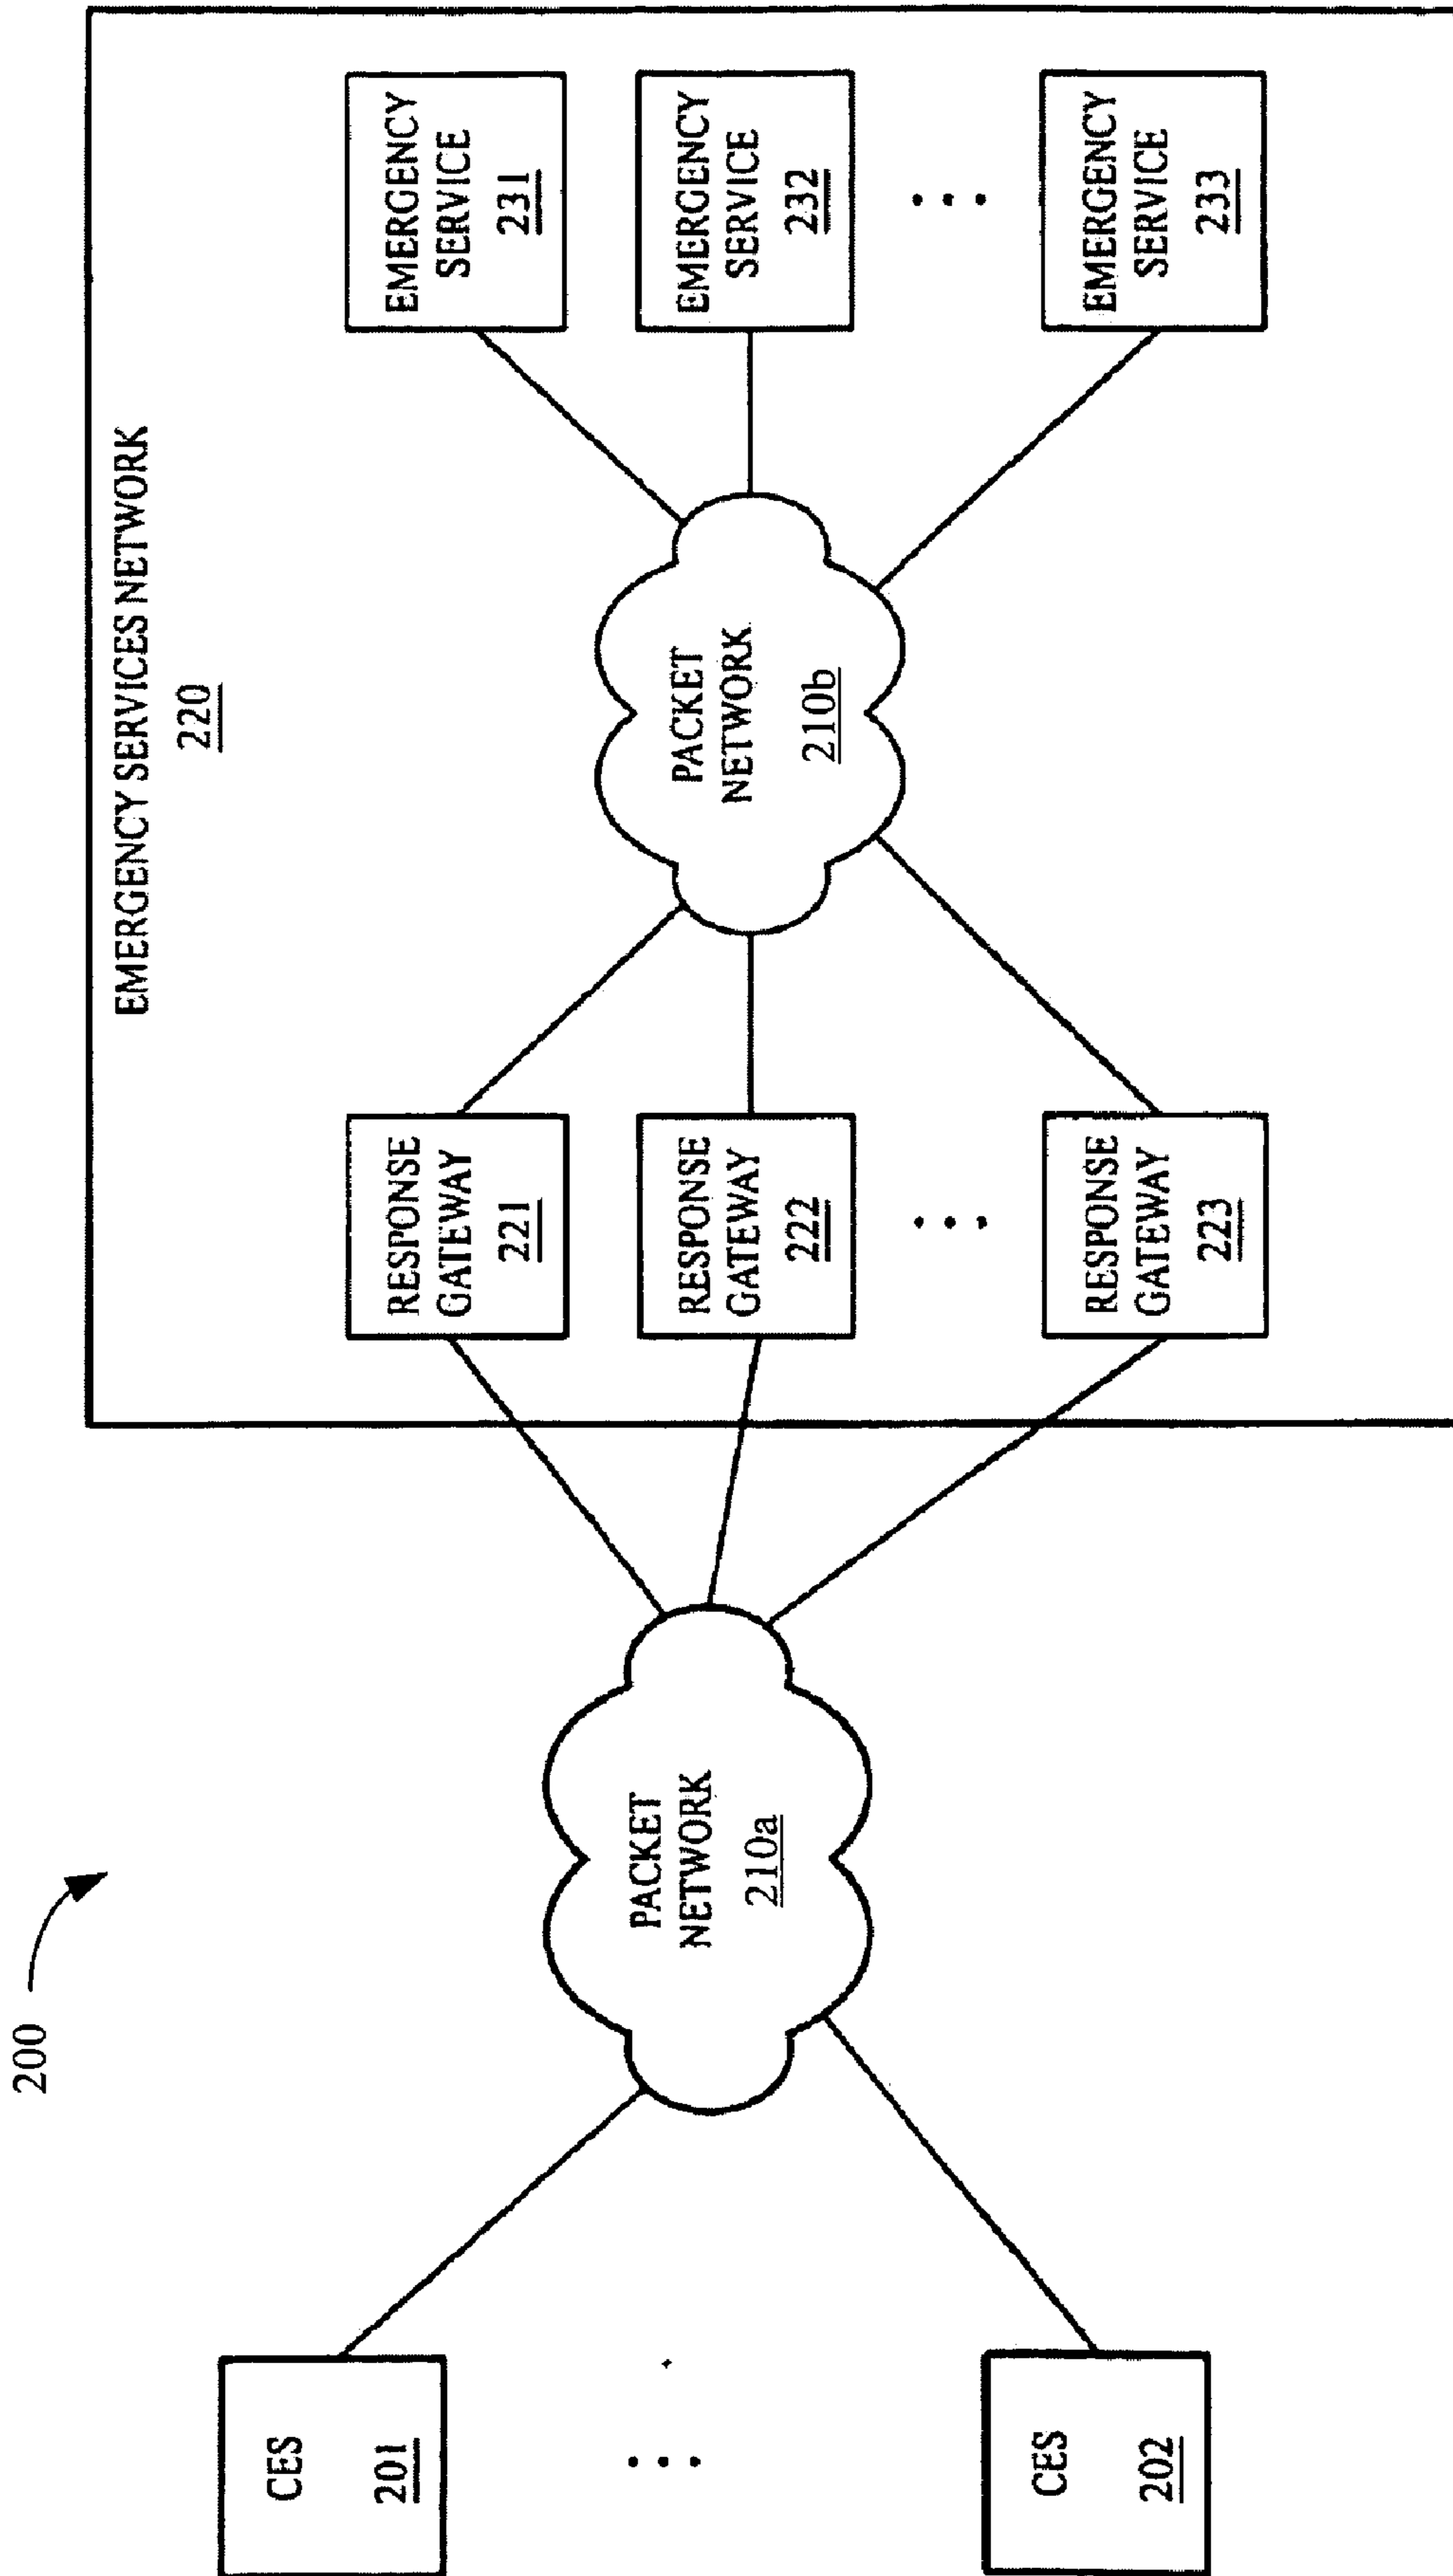 200
CES
201
CES
202
PACKET
NETWORK
210a
EMERGENCY SERVICES NETWORK
220
RESPONSE
GATEWAY
221
RESPONSE
GATEWAY
222
RESPONSE
GATEWAY
223
PACKET
NETWORK
210b
EMERGENCY
SERVICE
231
EMERGENCY
SERVICE
232
EMERGENCY
SERVICE
233